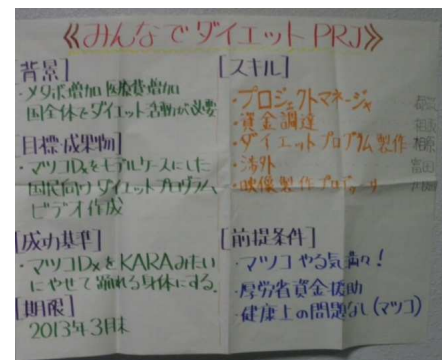 《みんなでダイエットPRJ》
背景]
・メタボ増加 医療費増加
国全体でダイエット活動が必要
目標・成果物]
・マツコDxをモデルケースにした
国民向けダイエットプログラム
ビデオ作成
[成功基準]
・マツコDxをKARAみたい
にやせて踊れる身体にする。
[期限]
2013年3月末
[スキル]
・プロジェクトマネージャ
・資金調達
・ダイエットプログラム製作 相原
・渉外 富田
・映像製作プロデューサ
[前提条件]
・マツコ やる気満々!
・厚労省資金援助
・健康上の問題なし(マツコ)